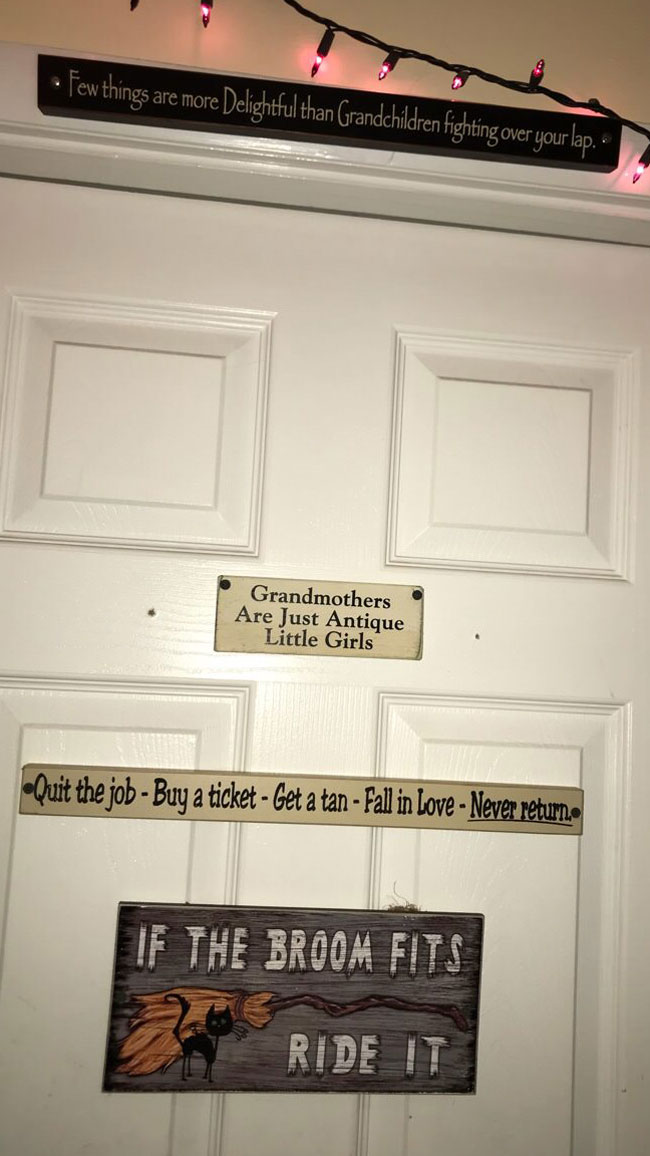 Few things are more Delightful than Grandchildren fighting over your lap.
Grandmothers
Are Just Antique
Little Girls
Quit the job - Buy a ticket - Get a tan - Fall in Love - Never return.
IF THE BROOM FITS
RIDE IT